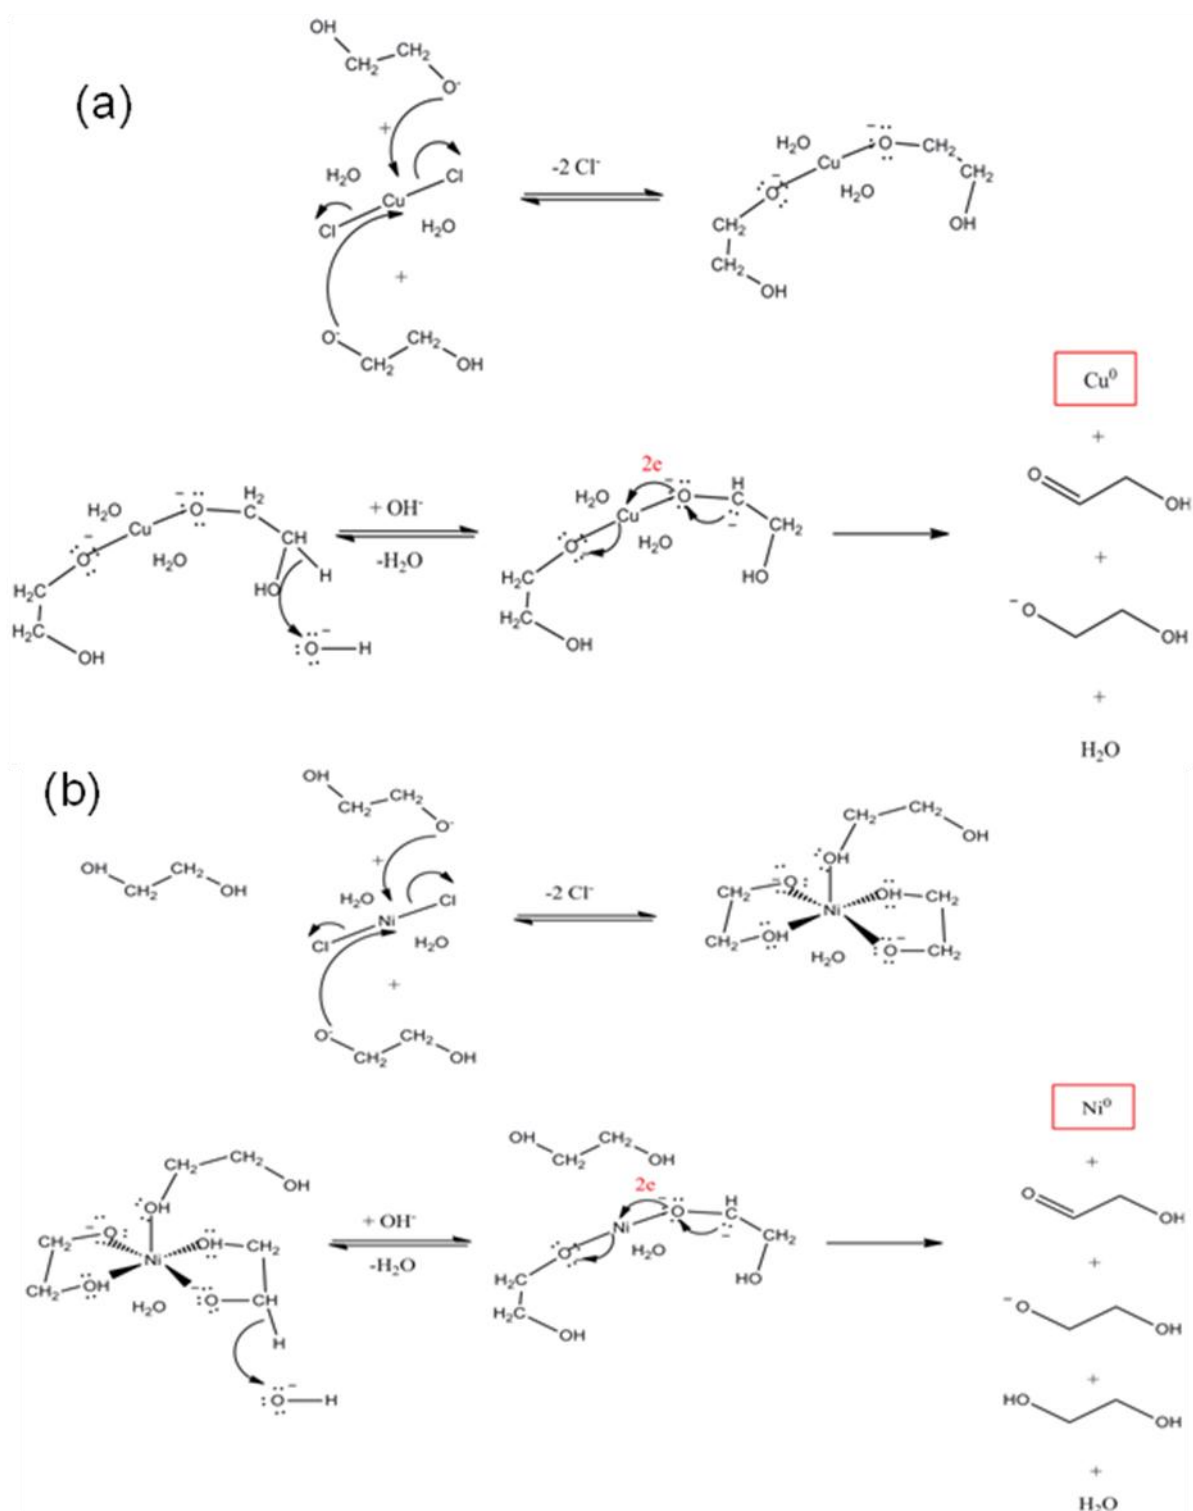 (a)
OH
CH₂
CH₂
O⁻
+
H₂O
Cl
Cu
Cl
H₂O
+
O⁻
CH₂
CH₂
OH
-2 Cl⁻
H₂O
Cu
O
CH₂
CH₂
OH
H₂O
O
CH₂
CH₂
OH
H₂O
Cu
O
H₂
C
CH
H
HO
H₂O
O
H₂C
H₂C
OH
O
H
+ OH⁻
-H₂O
2e
H₂O
Cu
O
H
C
CH₂
HO
H₂O
O
H₂C
H₂C
OH
Cu⁰
+
O
OH
+
⁻O
OH
+
H₂O
(b)
OH
CH₂
CH₂
OH
OH
CH₂
CH₂
O⁻
+
H₂O
Cl
Ni
Cl
H₂O
+
O⁻
CH₂
CH₂
OH
-2 Cl⁻
CH₂
CH₂
OH
OH
CH₂
O
Ni
OH
CH₂
CH₂
OH
H₂O
O
CH₂
CH₂
CH₂
OH
OH
CH₂
O
Ni
OH
CH₂
CH₂
OH
H₂O
O
CH
H
O
H
+ OH⁻
-H₂O
OH
CH₂
CH₂
OH
2e
Ni
O
H
C
CH₂
HO
H₂O
O
H₂C
H₂C
OH
Ni⁰
+
O
OH
+
⁻O
OH
+
HO
OH
+
H₂O